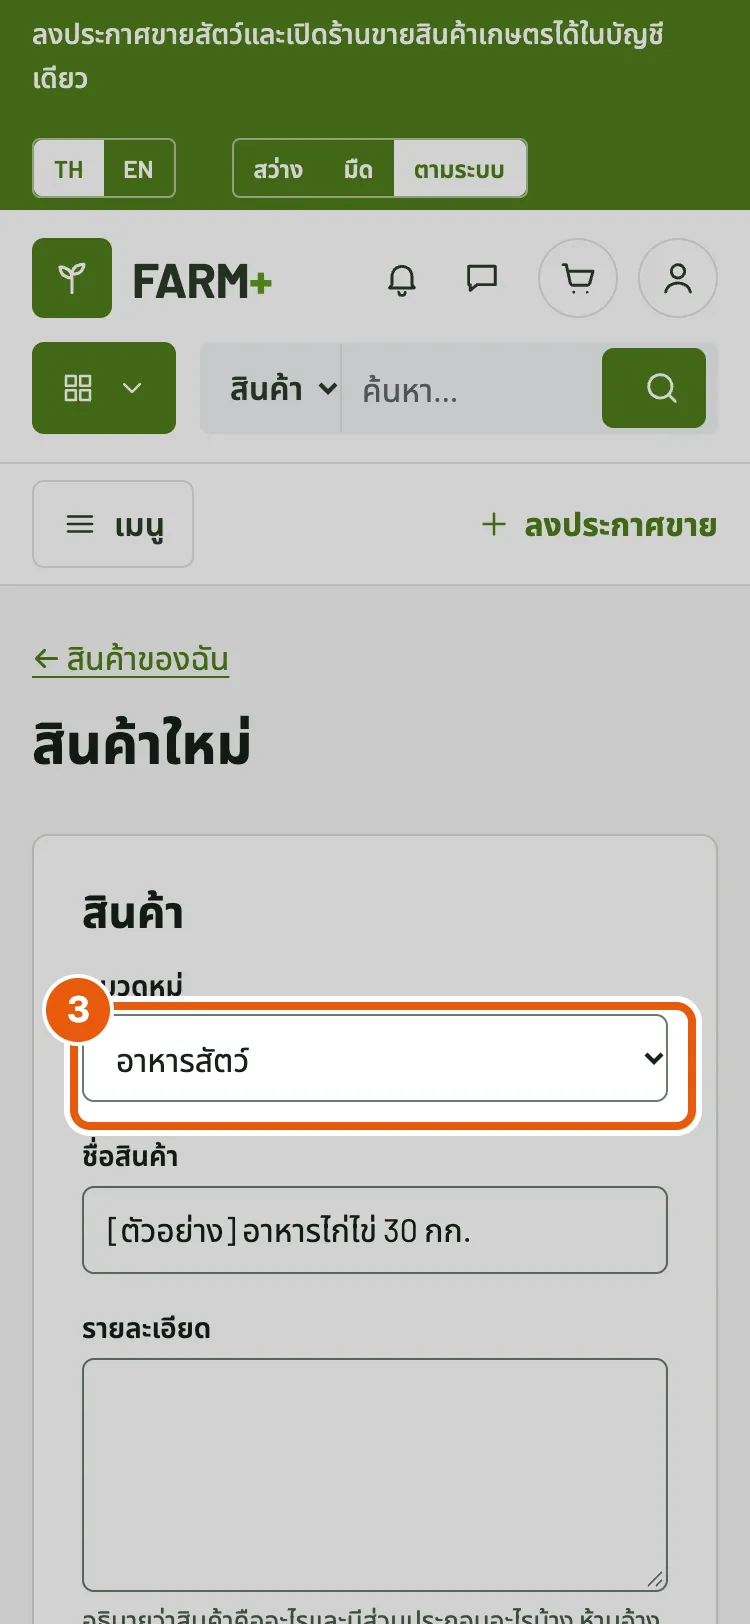 ลงประกาศขายสัตว์และเปิดร้านขายสินค้าเกษตรได้ในบัญชี
เดียว
TH EN สว่าง มืด ตามระบบ
FARM+
สินค้า ค้นหา...
เมนู + ลงประกาศขาย
← สินค้าของฉัน
สินค้าใหม่
สินค้า
3
อาหารสัตว์
ชื่อสินค้า
[ตัวอย่าง] อาหารไก่ไข่ 30 กก.
รายละเอียด